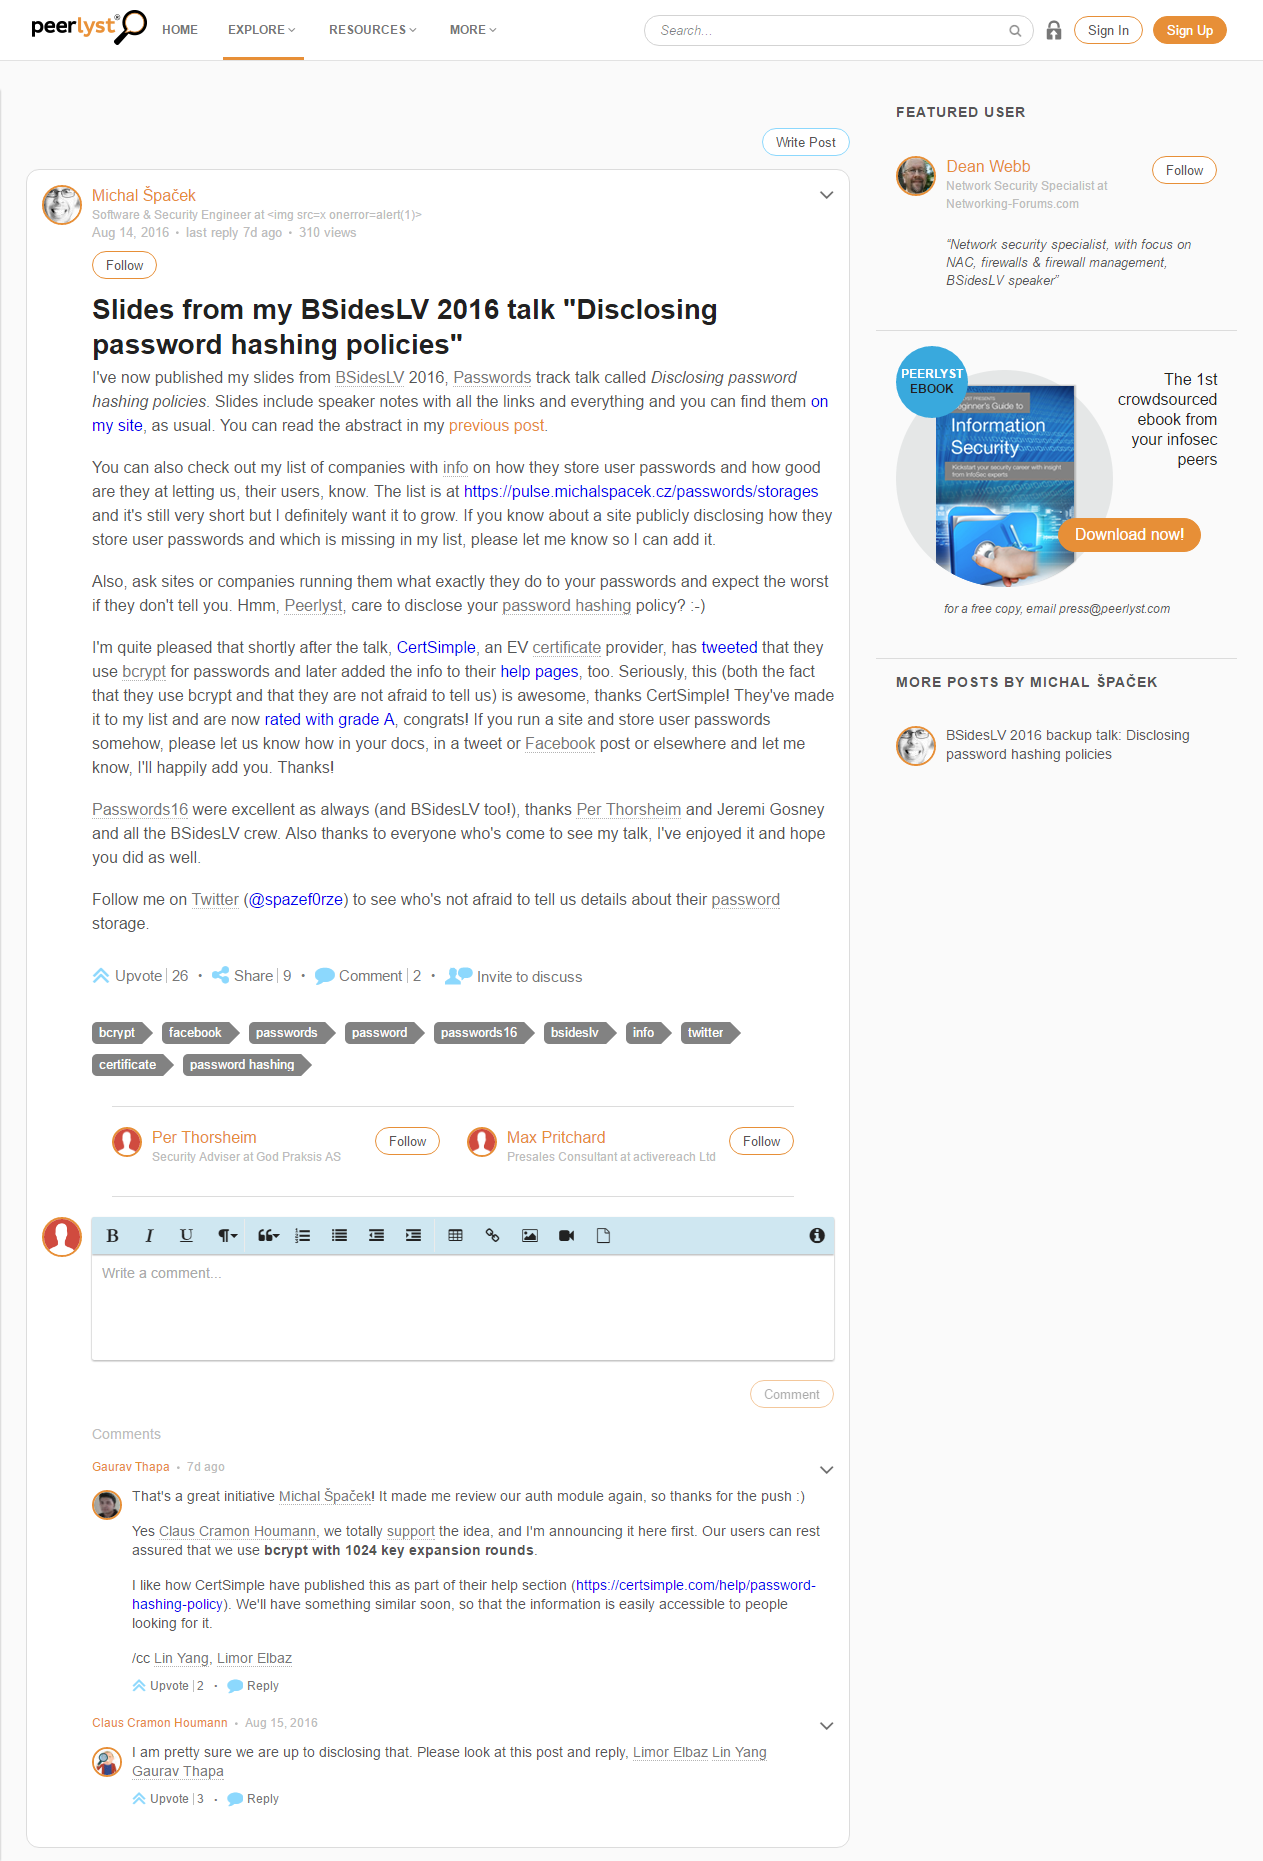 peerlyst®
HOME
EXPLORE
RESOURCES
MORE
Search...
Sign In
Sign Up
Write Post
Michal Špaček
Software & Security Engineer at <img src=x onerror=alert(1)>
Aug 14, 2016 • last reply 7d ago • 310 views
Follow
Slides from my BSidesLV 2016 talk "Disclosing
password hashing policies"
I've now published my slides from BSidesLV 2016, Passwords track talk called Disclosing password
hashing policies. Slides include speaker notes with all the links and everything and you can find them on
my site, as usual. You can read the abstract in my previous post.
You can also check out my list of companies with info on how they store user passwords and how good
are they at letting us, their users, know. The list is at https://pulse.michalspacek.cz/passwords/storages
and it's still very short but I definitely want it to grow. If you know about a site publicly disclosing how they
store user passwords and which is missing in my list, please let me know so I can add it.
Also, ask sites or companies running them what exactly they do to your passwords and expect the worst
if they don't tell you. Hmm, Peerlyst, care to disclose your password hashing policy? :-)
I'm quite pleased that shortly after the talk, CertSimple, an EV certificate provider, has tweeted that they
use bcrypt for passwords and later added the info to their help pages, too. Seriously, this (both the fact
that they use bcrypt and that they are not afraid to tell us) is awesome, thanks CertSimple! They've made
it to my list and are now rated with grade A, congrats! If you run a site and store user passwords
somehow, please let us know how in your docs, in a tweet or Facebook post or elsewhere and let me
know, I'll happily add you. Thanks!
Passwords16 were excellent as always (and BSidesLV too!), thanks Per Thorsheim and Jeremi Gosney
and all the BSidesLV crew. Also thanks to everyone who's come to see my talk, I've enjoyed it and hope
you did as well.
Follow me on Twitter (@spazef0rze) to see who's not afraid to tell us details about their password
storage.
Upvote | 26 • Share | 9 • Comment | 2 • Invite to discuss
bcrypt facebook passwords password passwords16 bsideslv info twitter
certificate password hashing
Per Thorsheim
Security Adviser at God Praksis AS
Follow
Max Pritchard
Presales Consultant at activereach Ltd
Follow
B I U ¶
Write a comment...
Comment
Comments
Gaurav Thapa • 7d ago
That's a great initiative Michal Špaček! It made me review our auth module again, so thanks for the push :)
Yes Claus Cramon Houmann, we totally support the idea, and I'm announcing it here first. Our users can rest
assured that we use bcrypt with 1024 key expansion rounds.
I like how CertSimple have published this as part of their help section (https://certsimple.com/help/password-
hashing-policy). We'll have something similar soon, so that the information is easily accessible to people
looking for it.
/cc Lin Yang, Limor Elbaz
Upvote | 2 • Reply
Claus Cramon Houmann • Aug 15, 2016
I am pretty sure we are up to disclosing that. Please look at this post and reply, Limor Elbaz Lin Yang
Gaurav Thapa
Upvote | 3 • Reply
FEATURED USER
Dean Webb
Network Security Specialist at
Networking-Forums.com
Follow
"Network security specialist, with focus on
NAC, firewalls & firewall management,
BSidesLV speaker"
PEERLYST
EBOOK
Beginner's Guide to
Information
Security
Kickstart your security career with insight
from InfoSec experts
The 1st
crowdsourced
ebook from
your infosec
peers
Download now!
for a free copy, email press@peerlyst.com
MORE POSTS BY MICHAL ŠPAČEK
BSidesLV 2016 backup talk: Disclosing
password hashing policies